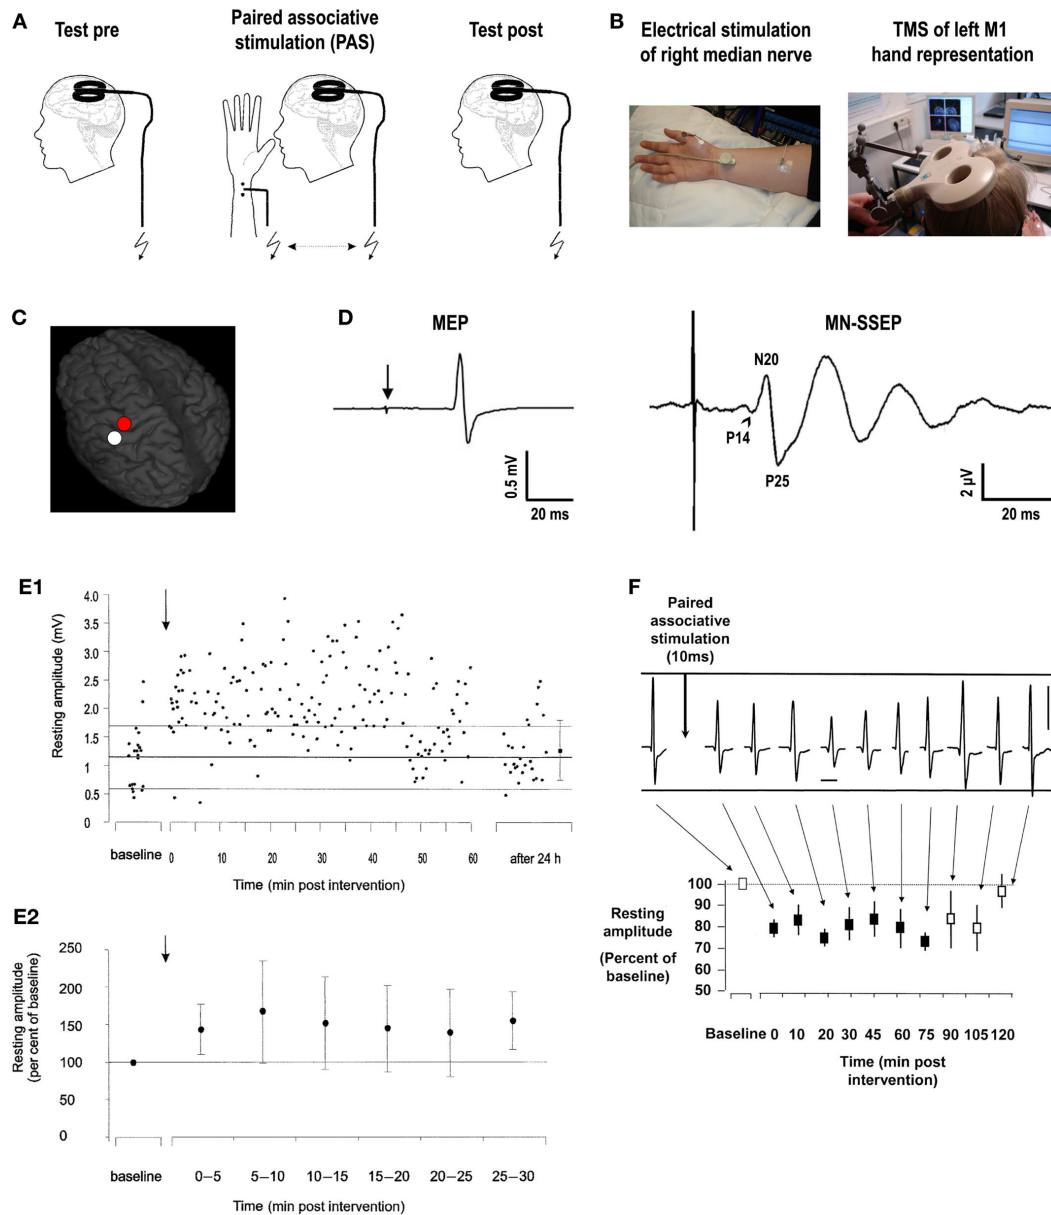 A
Test pre
Paired associative
stimulation (PAS)
Test post
B
Electrical stimulation
of right median nerve
TMS of left M1
hand representation
C
D
MEP
0.5 mV
20 ms
MN-SSEP
N20
P14
P25
2 μV
20 ms
E1
Resting amplitude (mV)
4.0
3.5
3.0
2.5
2.0
1.5
1
0.5
0
baseline
0
10
20
30
40
50
60
after 24 h
Time (min post intervention)
E2
Resting amplitude
(per cent of baseline)
250
200
150
100
50
0
baseline
0–5
5–10
10–15
15–20
20–25
25–30
Time (min post intervention)
F
Paired
associative
stimulation
(10ms)
Resting
amplitude
(Percent of
baseline)
100
90
80
70
60
50
Baseline 0 10 20 30 45 60 75 90 105 120
Time (min post
intervention)